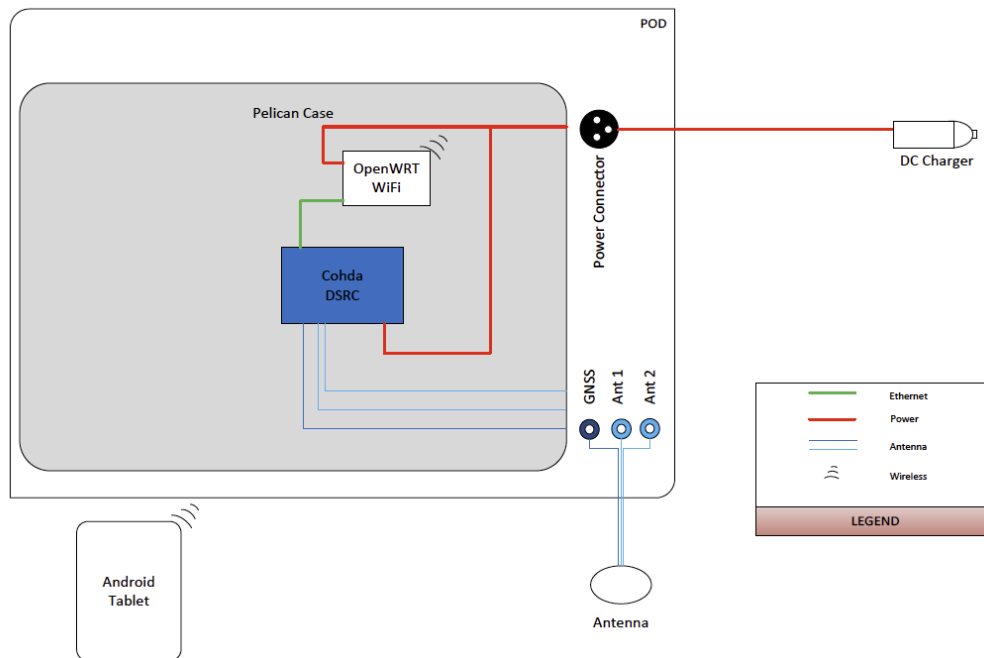 POD
Pelican Case
OpenWRT
WiFi
Power Connector
DC Charger
Cohda
DSRC
GNSS
Ant 1
Ant 2
Ethernet
Power
Antenna
Wireless
LEGEND
Android
Tablet
Antenna